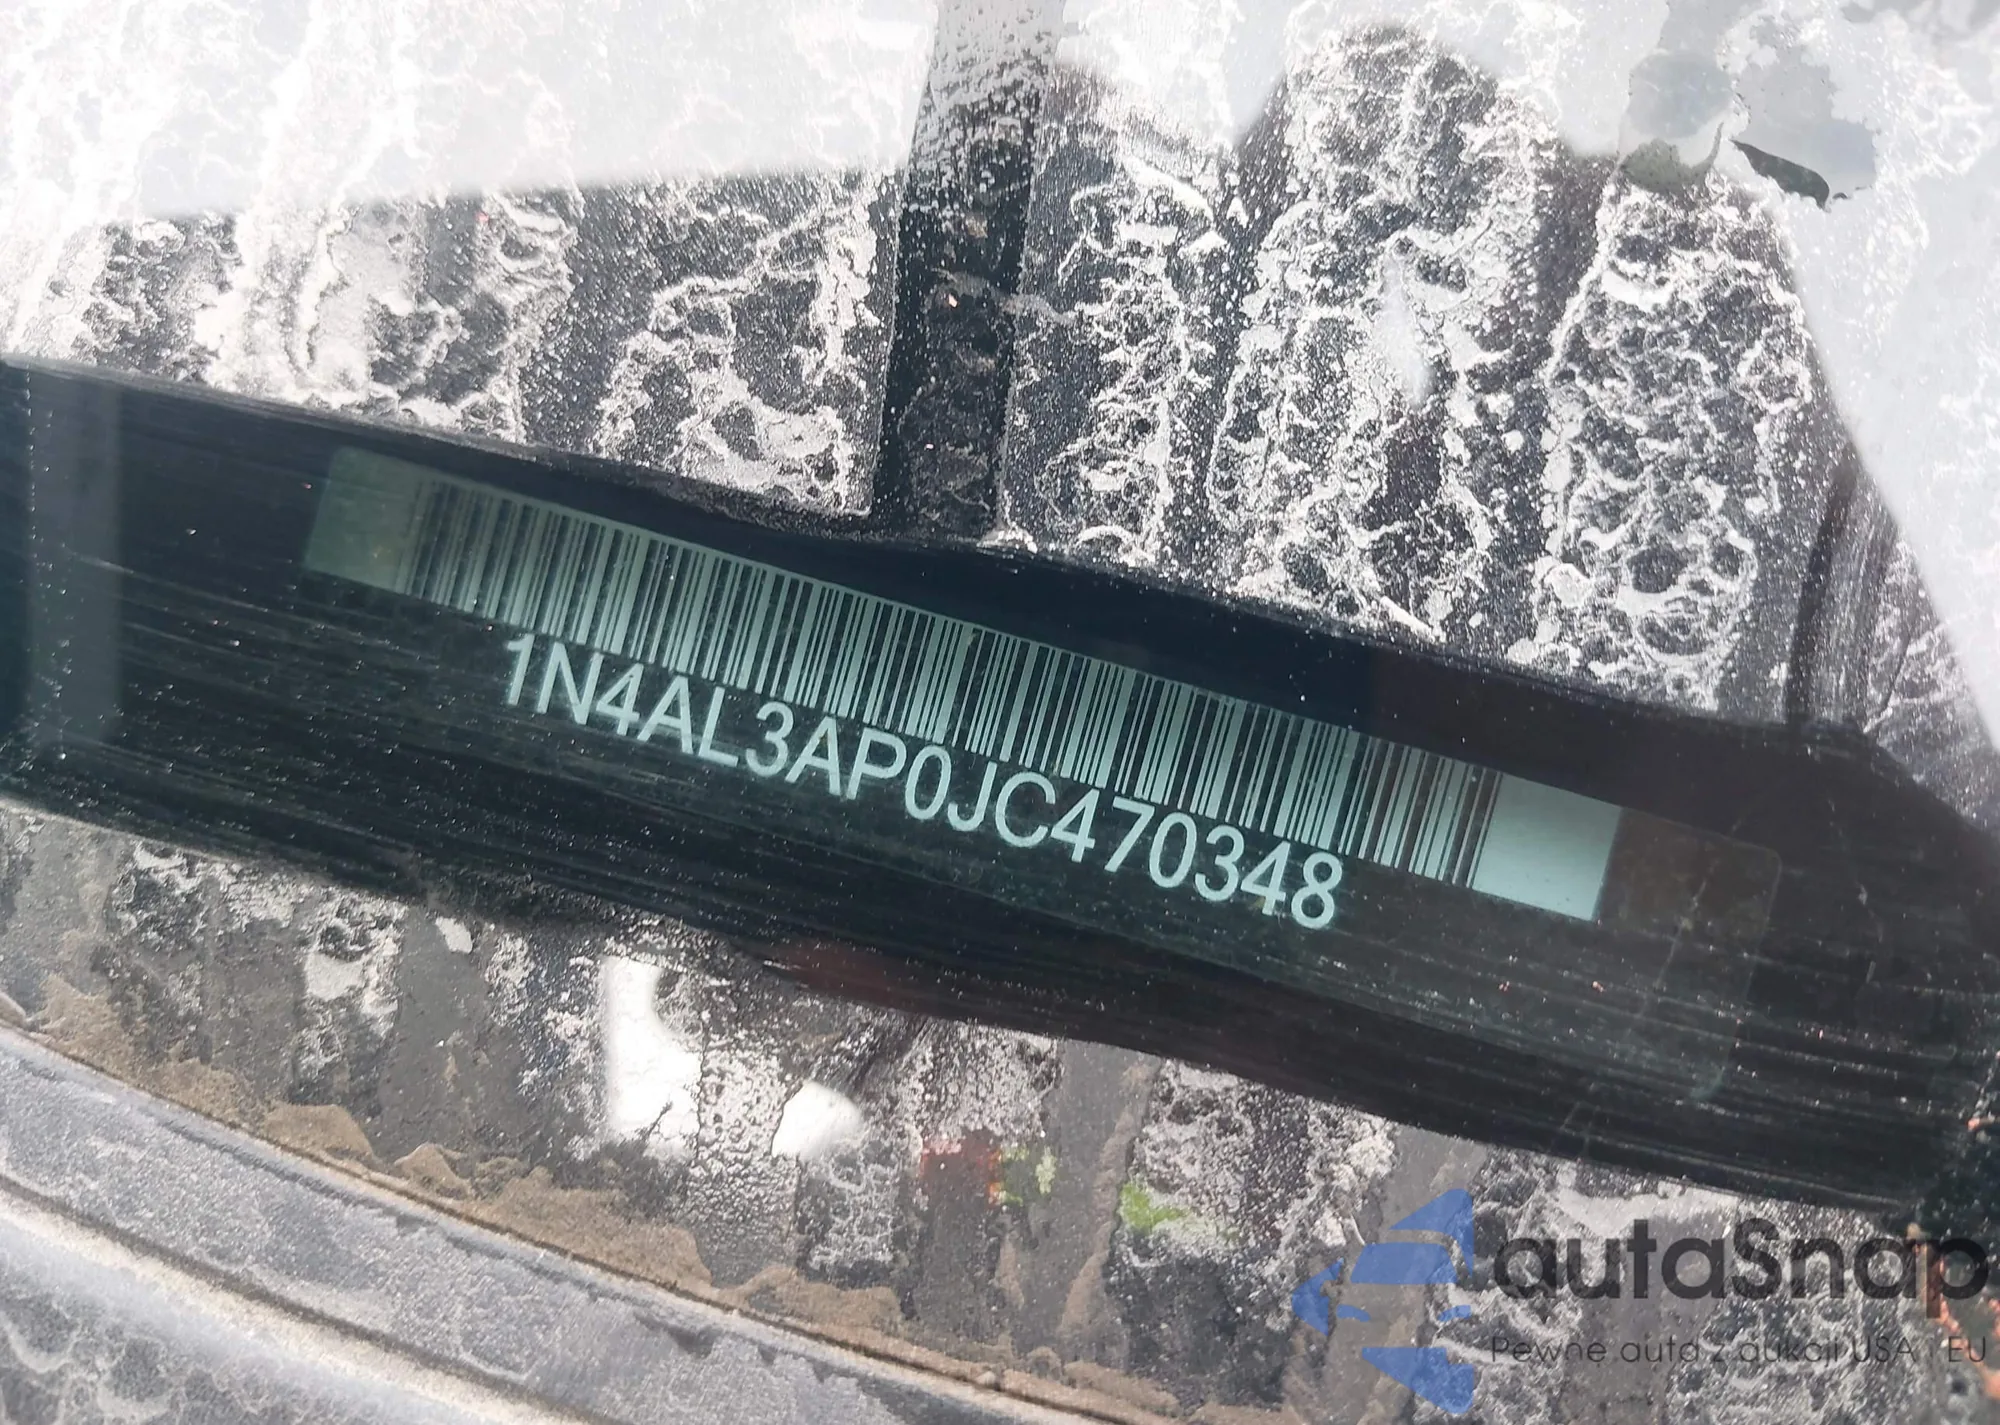 1N4AL3AP0JC470348
autaSnap
Pewne auta z aukcji USA i EU